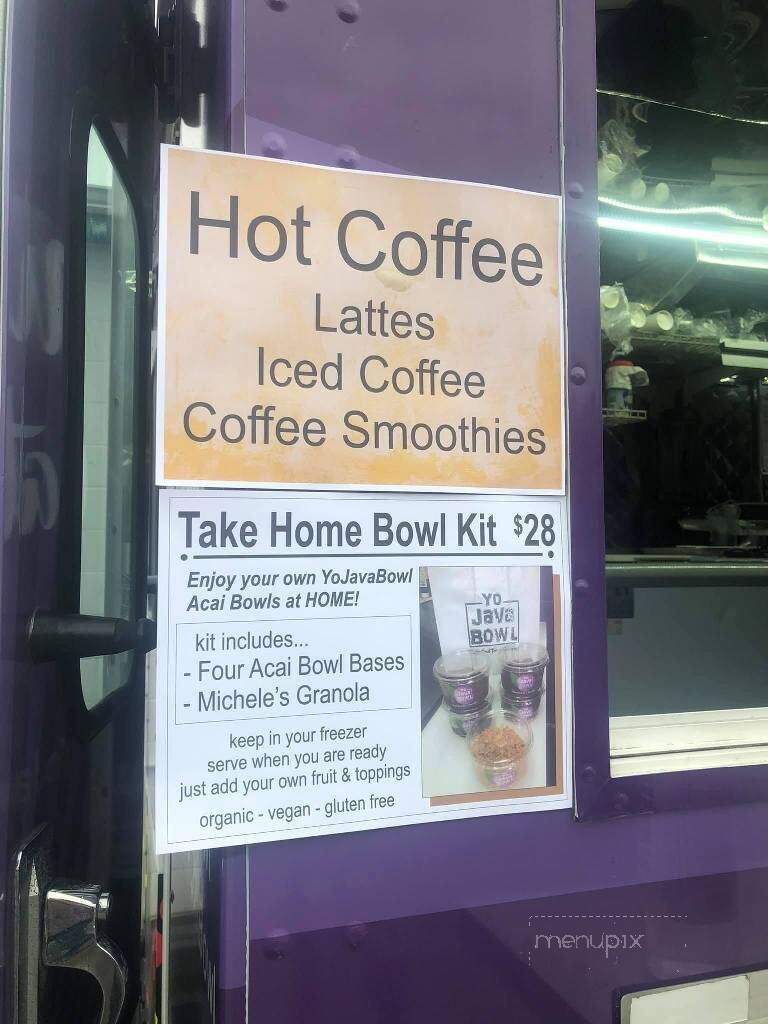 Hot Coffee
Lattes
Iced Coffee
Coffee Smoothies
Take Home Bowl Kit $28
Enjoy your own YoJavaBowl
Acai Bowls at HOME!
kit includes...
- Four Acai Bowl Bases
- Michele's Granola
keep in your freezer
serve when you are ready
just add your own fruit & toppings
organic - vegan - gluten free
YO
Java
BOWL
menupix